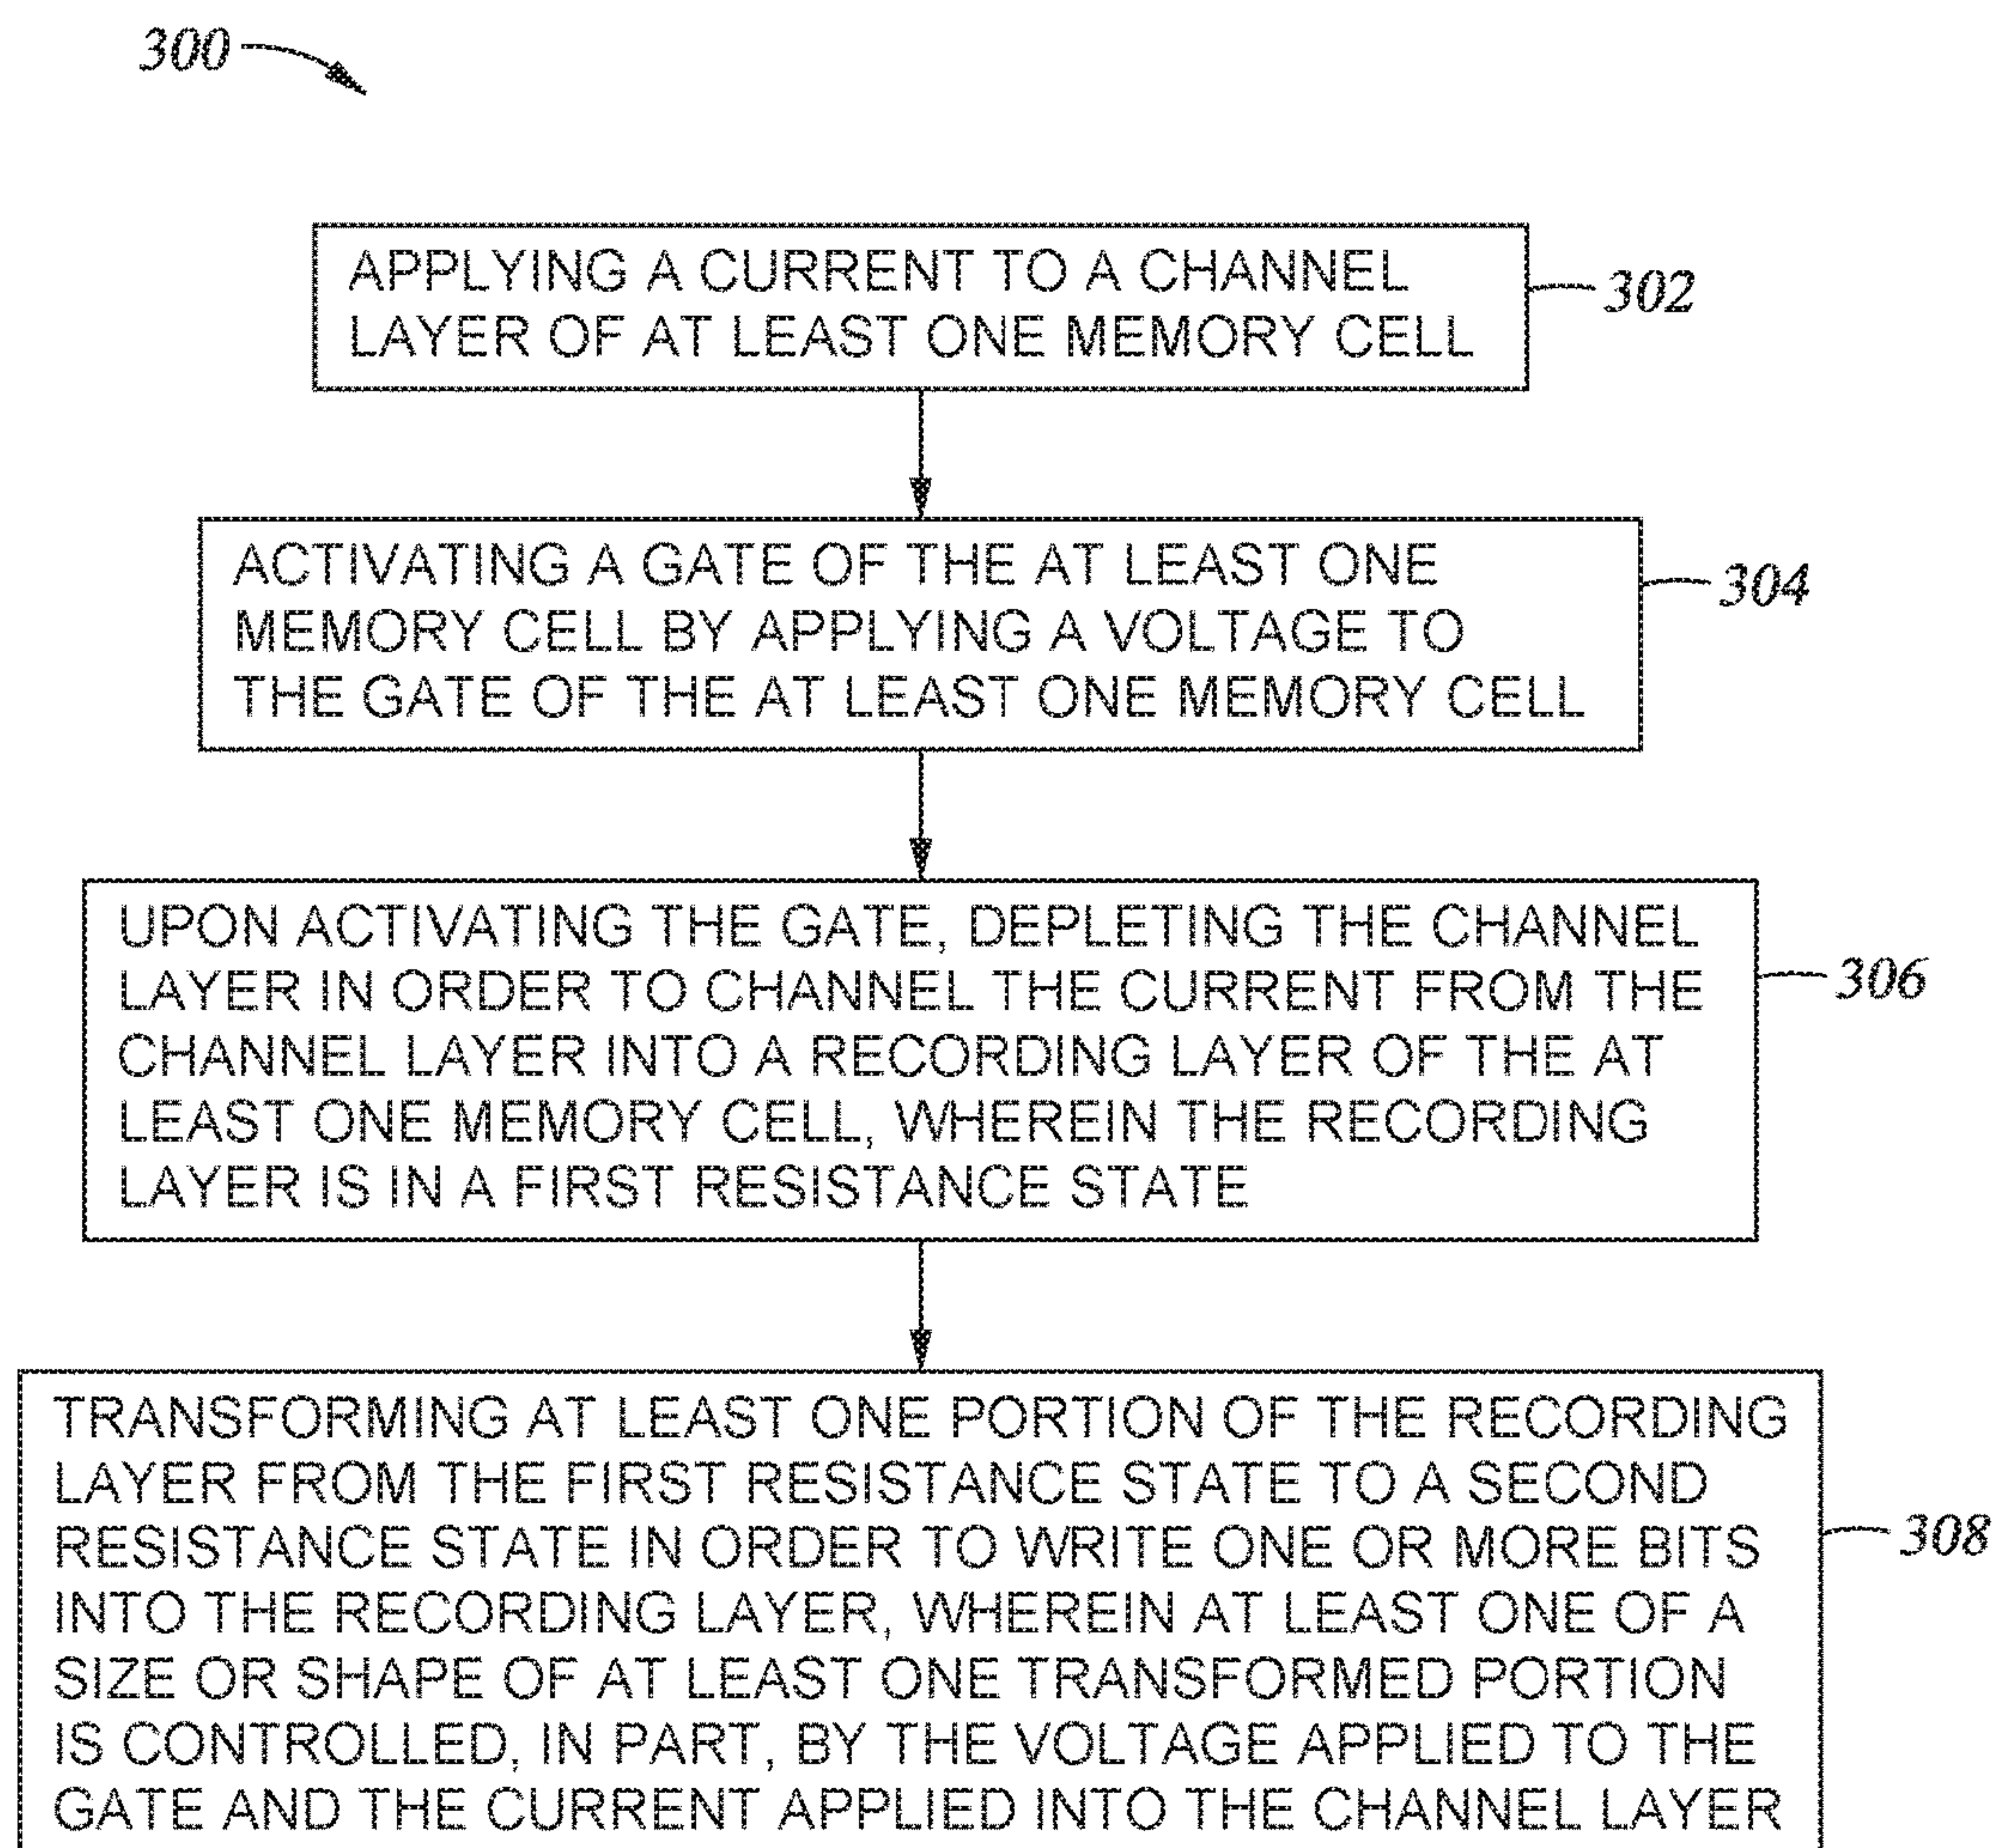 300
APPLYING A CURRENT TO A CHANNEL
LAYER OF AT LEAST ONE MEMORY CELL
302
ACTIVATING A GATE OF THE AT LEAST ONE
MEMORY CELL BY APPLYING A VOLTAGE TO
THE GATE OF THE AT LEAST ONE MEMORY CELL
304
UPON ACTIVATING THE GATE, DEPLETING THE CHANNEL
LAYER IN ORDER TO CHANNEL THE CURRENT FROM THE
CHANNEL LAYER INTO A RECORDING LAYER OF THE AT
LEAST ONE MEMORY CELL, WHEREIN THE RECORDING
LAYER IS IN A FIRST RESISTANCE STATE
306
TRANSFORMING AT LEAST ONE PORTION OF THE RECORDING
LAYER FROM THE FIRST RESISTANCE STATE TO A SECOND
RESISTANCE STATE IN ORDER TO WRITE ONE OR MORE BITS
INTO THE RECORDING LAYER, WHEREIN AT LEAST ONE OF A
SIZE OR SHAPE OF AT LEAST ONE TRANSFORMED PORTION
IS CONTROLLED, IN PART, BY THE VOLTAGE APPLIED TO THE
GATE AND THE CURRENT APPLIED INTO THE CHANNEL LAYER
308